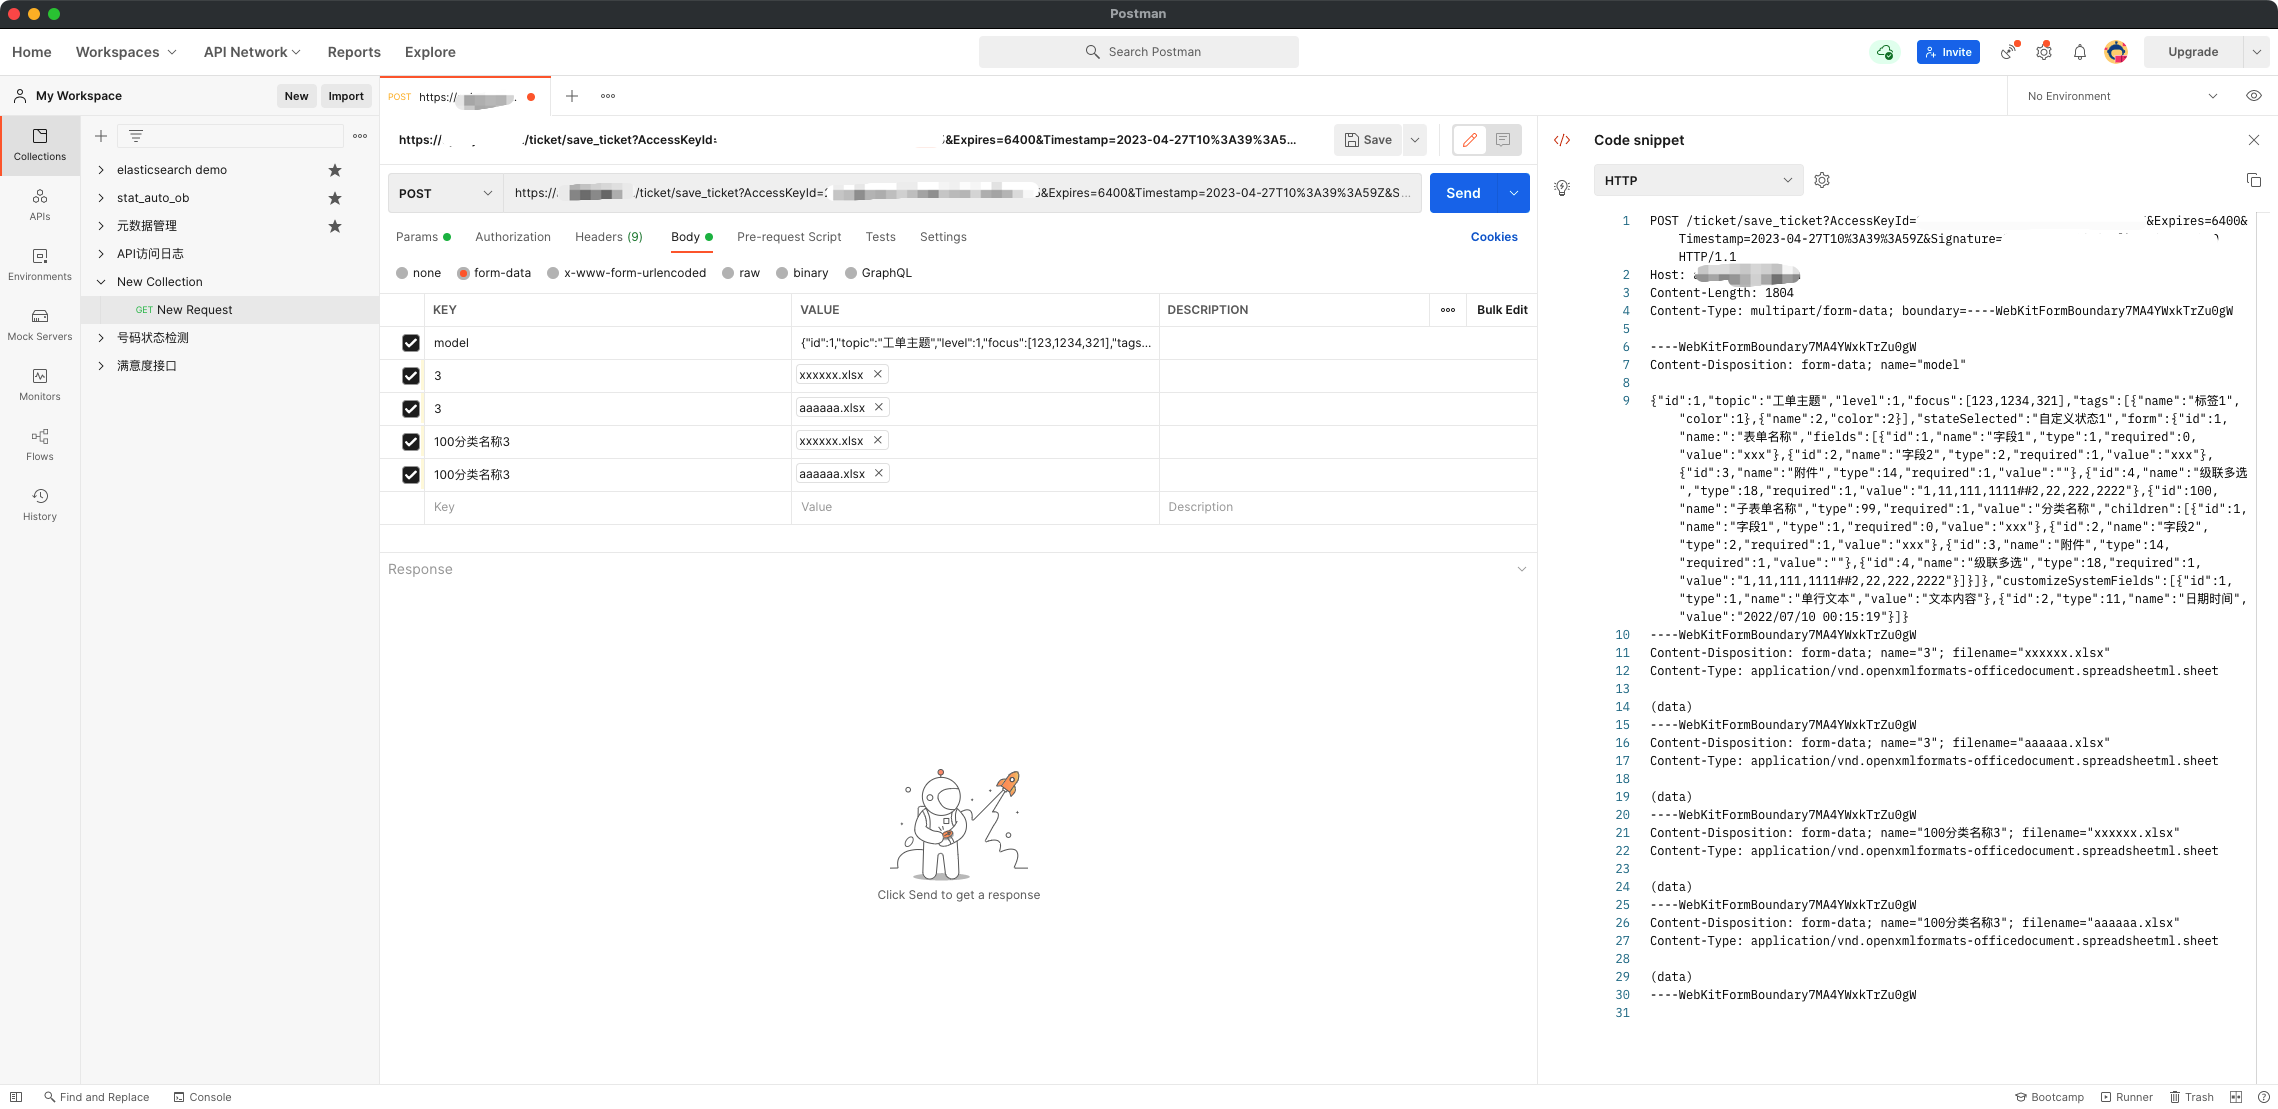 Postman
Home Workspaces API Network Reports Explore Search Postman Invite Upgrade
My Workspace New Import POST https:// . No Environment
Collections
APIs
Environments
Mock Servers
Monitors
Flows
History
elasticsearch demo
stat_auto_ob
元数据管理
API访问日志
New Collection
GET New Request
号码状态检测
满意度接口
https:// ./ticket/save_ticket?AccessKeyId= &Expires=6400&Timestamp=2023-04-27T10%3A39%3A5... Save
POST https:// /ticket/save_ticket?AccessKeyId= &Expires=6400&Timestamp=2023-04-27T10%3A39%3A59Z&S... Send
Params Authorization Headers (9) Body Pre-request Script Tests Settings Cookies
none form-data x-www-form-urlencoded raw binary GraphQL
KEY VALUE DESCRIPTION Bulk Edit
model {"id":1,"topic":"工单主题","level":1,"focus":[123,1234,321],"tags...
3 xxxxxx.xlsx
3 aaaaaa.xlsx
100分类名称3 xxxxxx.xlsx
100分类名称3 aaaaaa.xlsx
Key Value Description
Response
Click Send to get a response
</> Code snippet
HTTP
1 POST /ticket/save_ticket?AccessKeyId= &Expires=6400&
Timestamp=2023-04-27T10%3A39%3A59Z&Signature=
HTTP/1.1
2 Host:
3 Content-Length: 1804
4 Content-Type: multipart/form-data; boundary=----WebKitFormBoundary7MA4YWxkTrZu0gW
5
6 ----WebKitFormBoundary7MA4YWxkTrZu0gW
7 Content-Disposition: form-data; name="model"
8
9 {"id":1,"topic":"工单主题","level":1,"focus":[123,1234,321],"tags":[{"name":"标签1",
"color":1},{"name":2,"color":2}],"stateSelected":"自定义状态1","form":{"id":1,
"name:":"表单名称","fields":[{"id":1,"name":"字段1","type":1,"required":0,
"value":"xxx"},{"id":2,"name":"字段2","type":2,"required":1,"value":"xxx"},
{"id":3,"name":"附件","type":14,"required":1,"value":""},{"id":4,"name":"级联多选
","type":18,"required":1,"value":"1,11,111,1111##2,22,222,2222"},{"id":100,
"name":"子表单名称","type":99,"required":1,"value":"分类名称","children":[{"id":1,
"name":"字段1","type":1,"required":0,"value":"xxx"},{"id":2,"name":"字段2",
"type":2,"required":1,"value":"xxx"},{"id":3,"name":"附件","type":14,
"required":1,"value":""},{"id":4,"name":"级联多选","type":18,"required":1,
"value":"1,11,111,1111##2,22,222,2222"}]}]},"customizeSystemFields":[{"id":1,
"type":1,"name":"单行文本","value":"文本内容"},{"id":2,"type":11,"name":"日期时间",
"value":"2022/07/10 00:15:19"}]}
10 ----WebKitFormBoundary7MA4YWxkTrZu0gW
11 Content-Disposition: form-data; name="3"; filename="xxxxxx.xlsx"
12 Content-Type: application/vnd.openxmlformats-officedocument.spreadsheetml.sheet
13
14 (data)
15 ----WebKitFormBoundary7MA4YWxkTrZu0gW
16 Content-Disposition: form-data; name="3"; filename="aaaaaa.xlsx"
17 Content-Type: application/vnd.openxmlformats-officedocument.spreadsheetml.sheet
18
19 (data)
20 ----WebKitFormBoundary7MA4YWxkTrZu0gW
21 Content-Disposition: form-data; name="100分类名称3"; filename="xxxxxx.xlsx"
22 Content-Type: application/vnd.openxmlformats-officedocument.spreadsheetml.sheet
23
24 (data)
25 ----WebKitFormBoundary7MA4YWxkTrZu0gW
26 Content-Disposition: form-data; name="100分类名称3"; filename="aaaaaa.xlsx"
27 Content-Type: application/vnd.openxmlformats-officedocument.spreadsheetml.sheet
28
29 (data)
30 ----WebKitFormBoundary7MA4YWxkTrZu0gW
31
Find and Replace Console Bootcamp Runner Trash